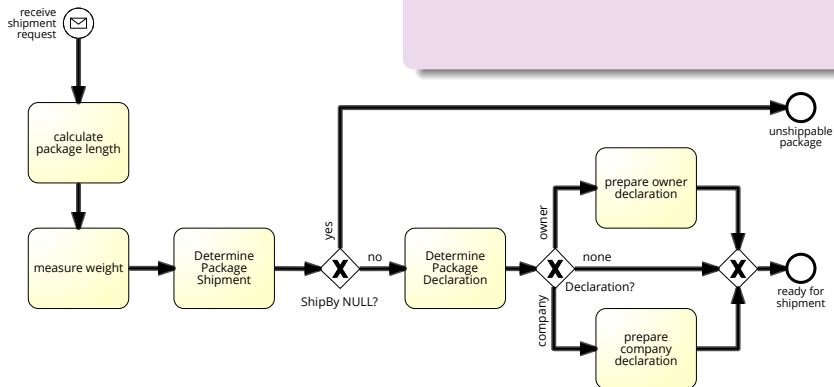 receive
shipment
request
calculate
package length
measure weight
Determine
Package
Shipment
ShipBy NULL?
yes
no
unshippable
package
Determine
Package
Declaration
Declaration?
owner
none
company
prepare owner
declaration
prepare
company
declaration
ready for
shipment